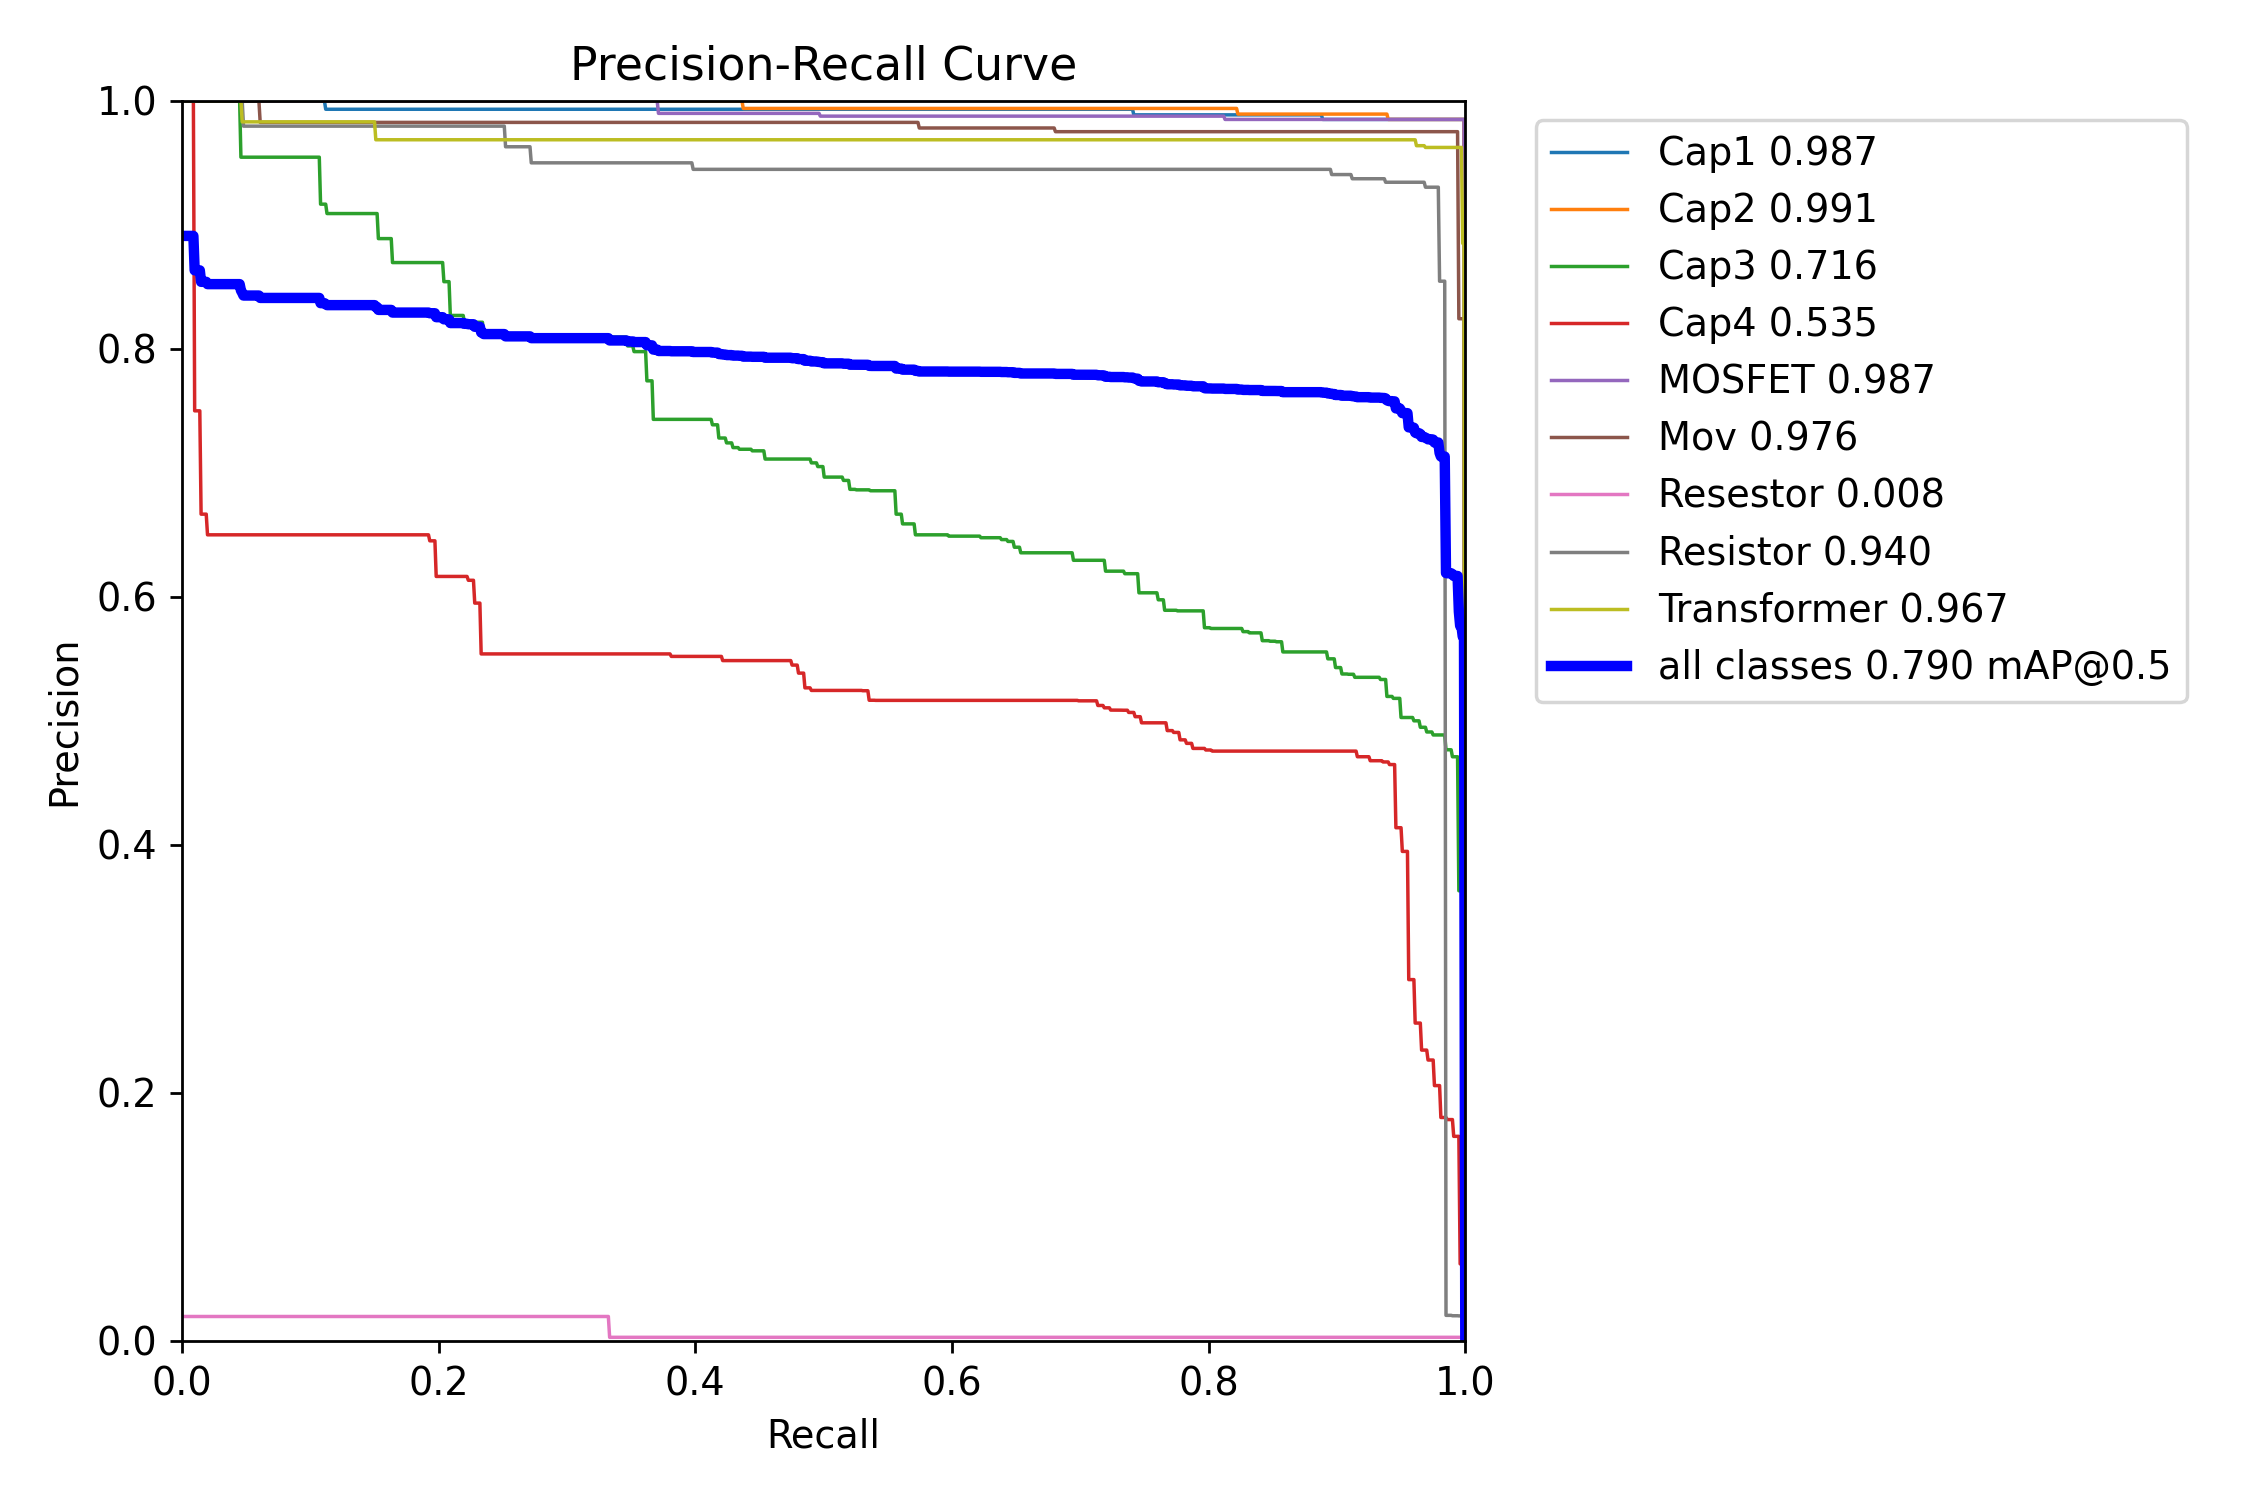 Precision-Recall Curve
1.0
0.8
0.6
0.4
0.2
0.0
Precision
0.0 0.2 0.4 0.6 0.8 1.0
Recall
Cap1 0.987
Cap2 0.991
Cap3 0.716
Cap4 0.535
MOSFET 0.987
Mov 0.976
Resestor 0.008
Resistor 0.940
Transformer 0.967
all classes 0.790 mAP@0.5